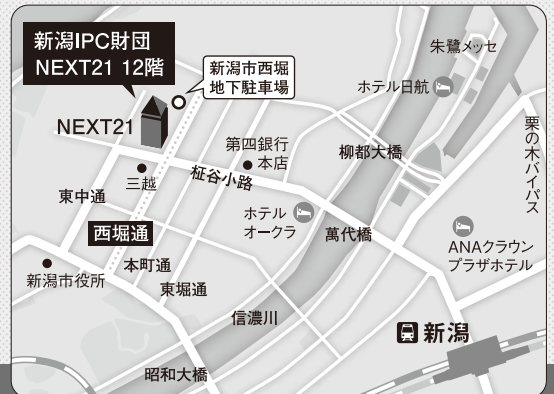 新潟IPC財団
NEXT21 12階
新潟市西堀
地下駐車場
朱鷺メッセ
ホテル日航
NEXT21
第四銀行
本店
柳都大橋
栗の木バイパス
三越
柾谷小路
東中通
ホテル
オークラ
萬代橋
西堀通
ANAクラウン
プラザホテル
本町通
新潟市役所
東堀通
信濃川
新潟
昭和大橋